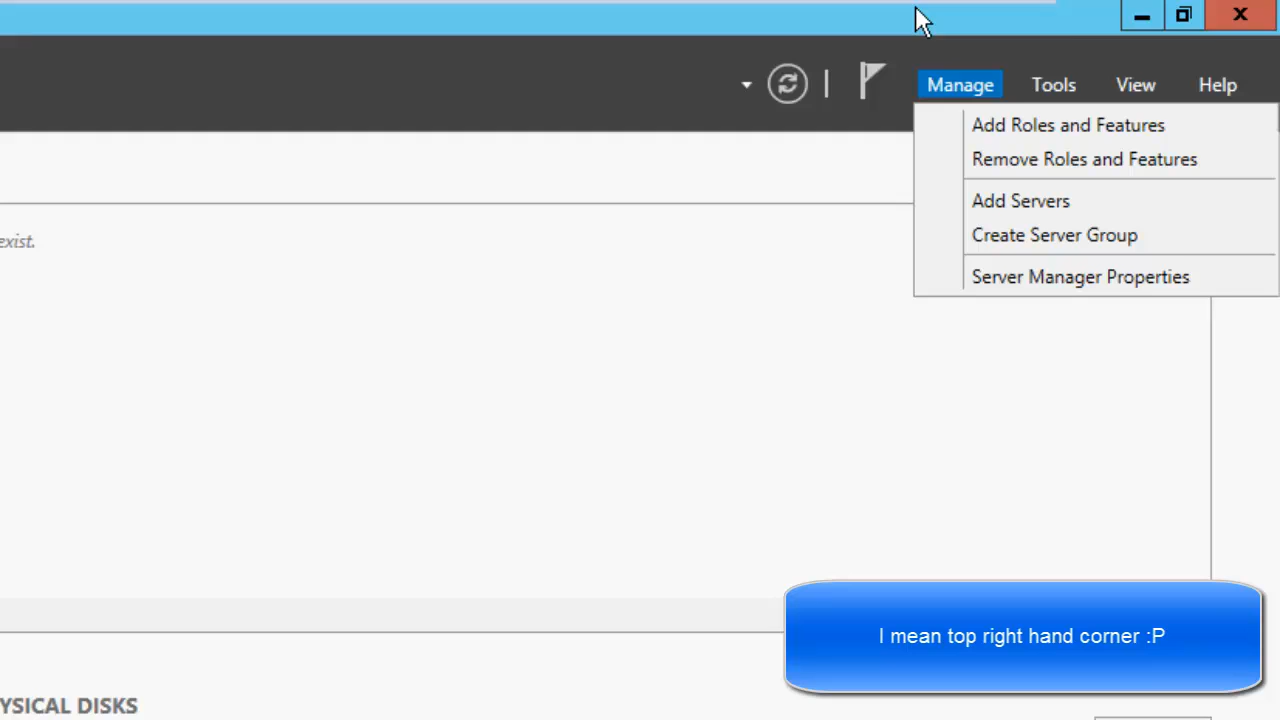 Manage Tools View Help
Add Roles and Features
Remove Roles and Features
Add Servers
Create Server Group
Server Manager Properties
exist.
I mean top right hand corner :P
YSICAL DISKS